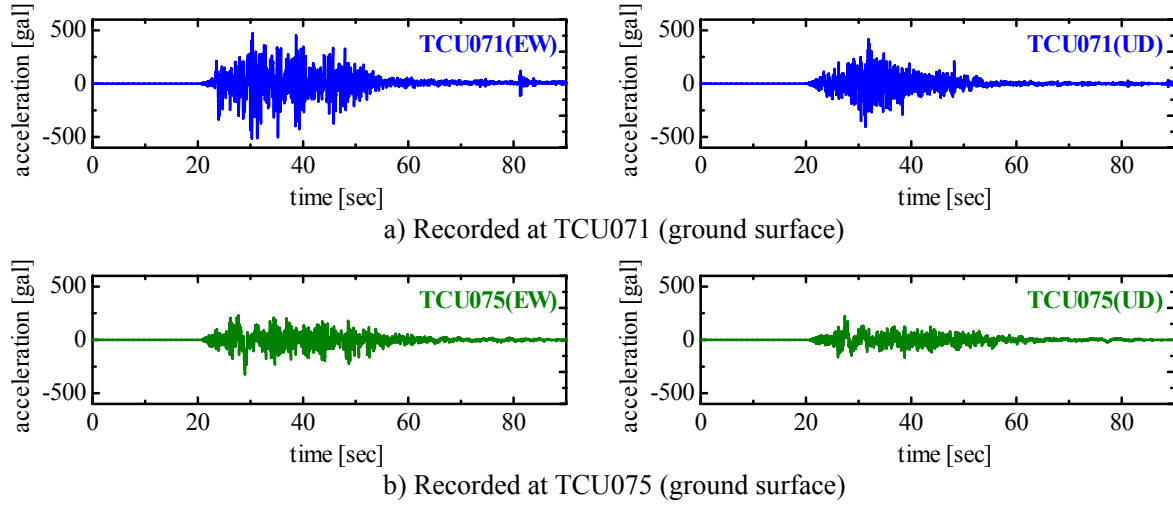 acceleration [gal]
500
0
-500
TCU071(EW)
0 20 40 60 80
time [sec]
acceleration [gal]
500
0
-500
TCU071(UD)
0 20 40 60 80
time [sec]
a) Recorded at TCU071 (ground surface)
acceleration [gal]
500
0
-500
TCU075(EW)
0 20 40 60 80
time [sec]
acceleration [gal]
500
0
-500
TCU075(UD)
0 20 40 60 80
time [sec]
b) Recorded at TCU075 (ground surface)